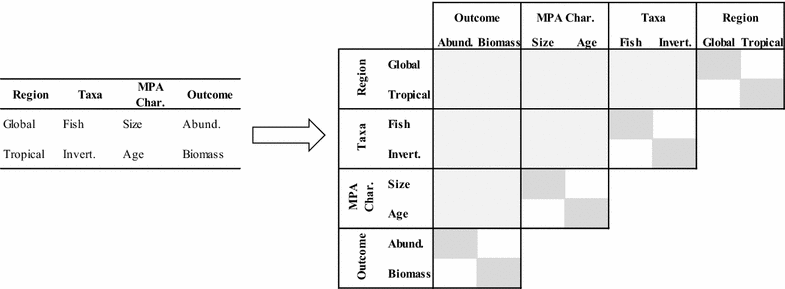 Region Taxa MPA Char. Outcome
Global Fish Size Abund.
Tropical Invert. Age Biomass
Outcome MPA Char. Taxa Region
Abund. Biomass Size Age Fish Invert. Global Tropical
Region Global
Tropical
Taxa Fish
Invert.
MPA Char. Size
Age
Outcome Abund.
Biomass